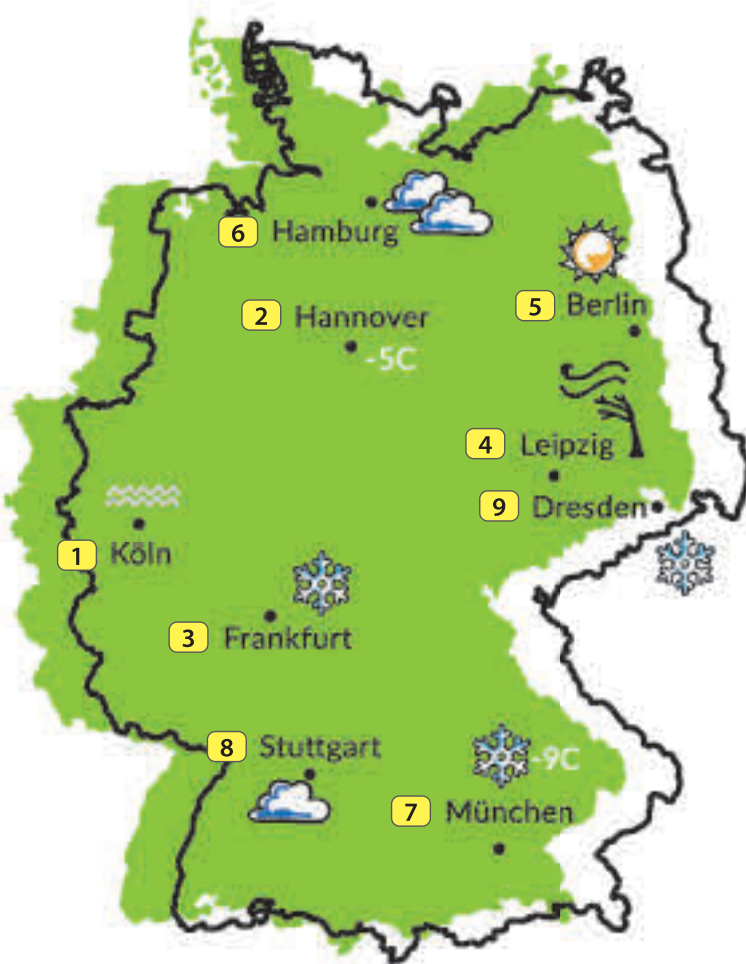 6 Hamburg
2 Hannover
-5C
5 Berlin
4 Leipzig
9 Dresden
1 Köln
3 Frankfurt
8 Stuttgart
-9C
7 München